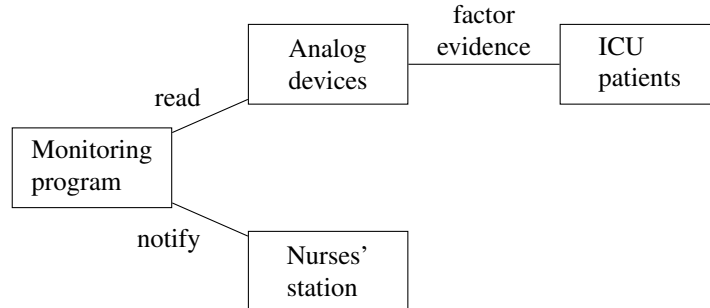 factor
evidence
Analog
devices
ICU
patients
read
Monitoring
program
notify
Nurses’
station